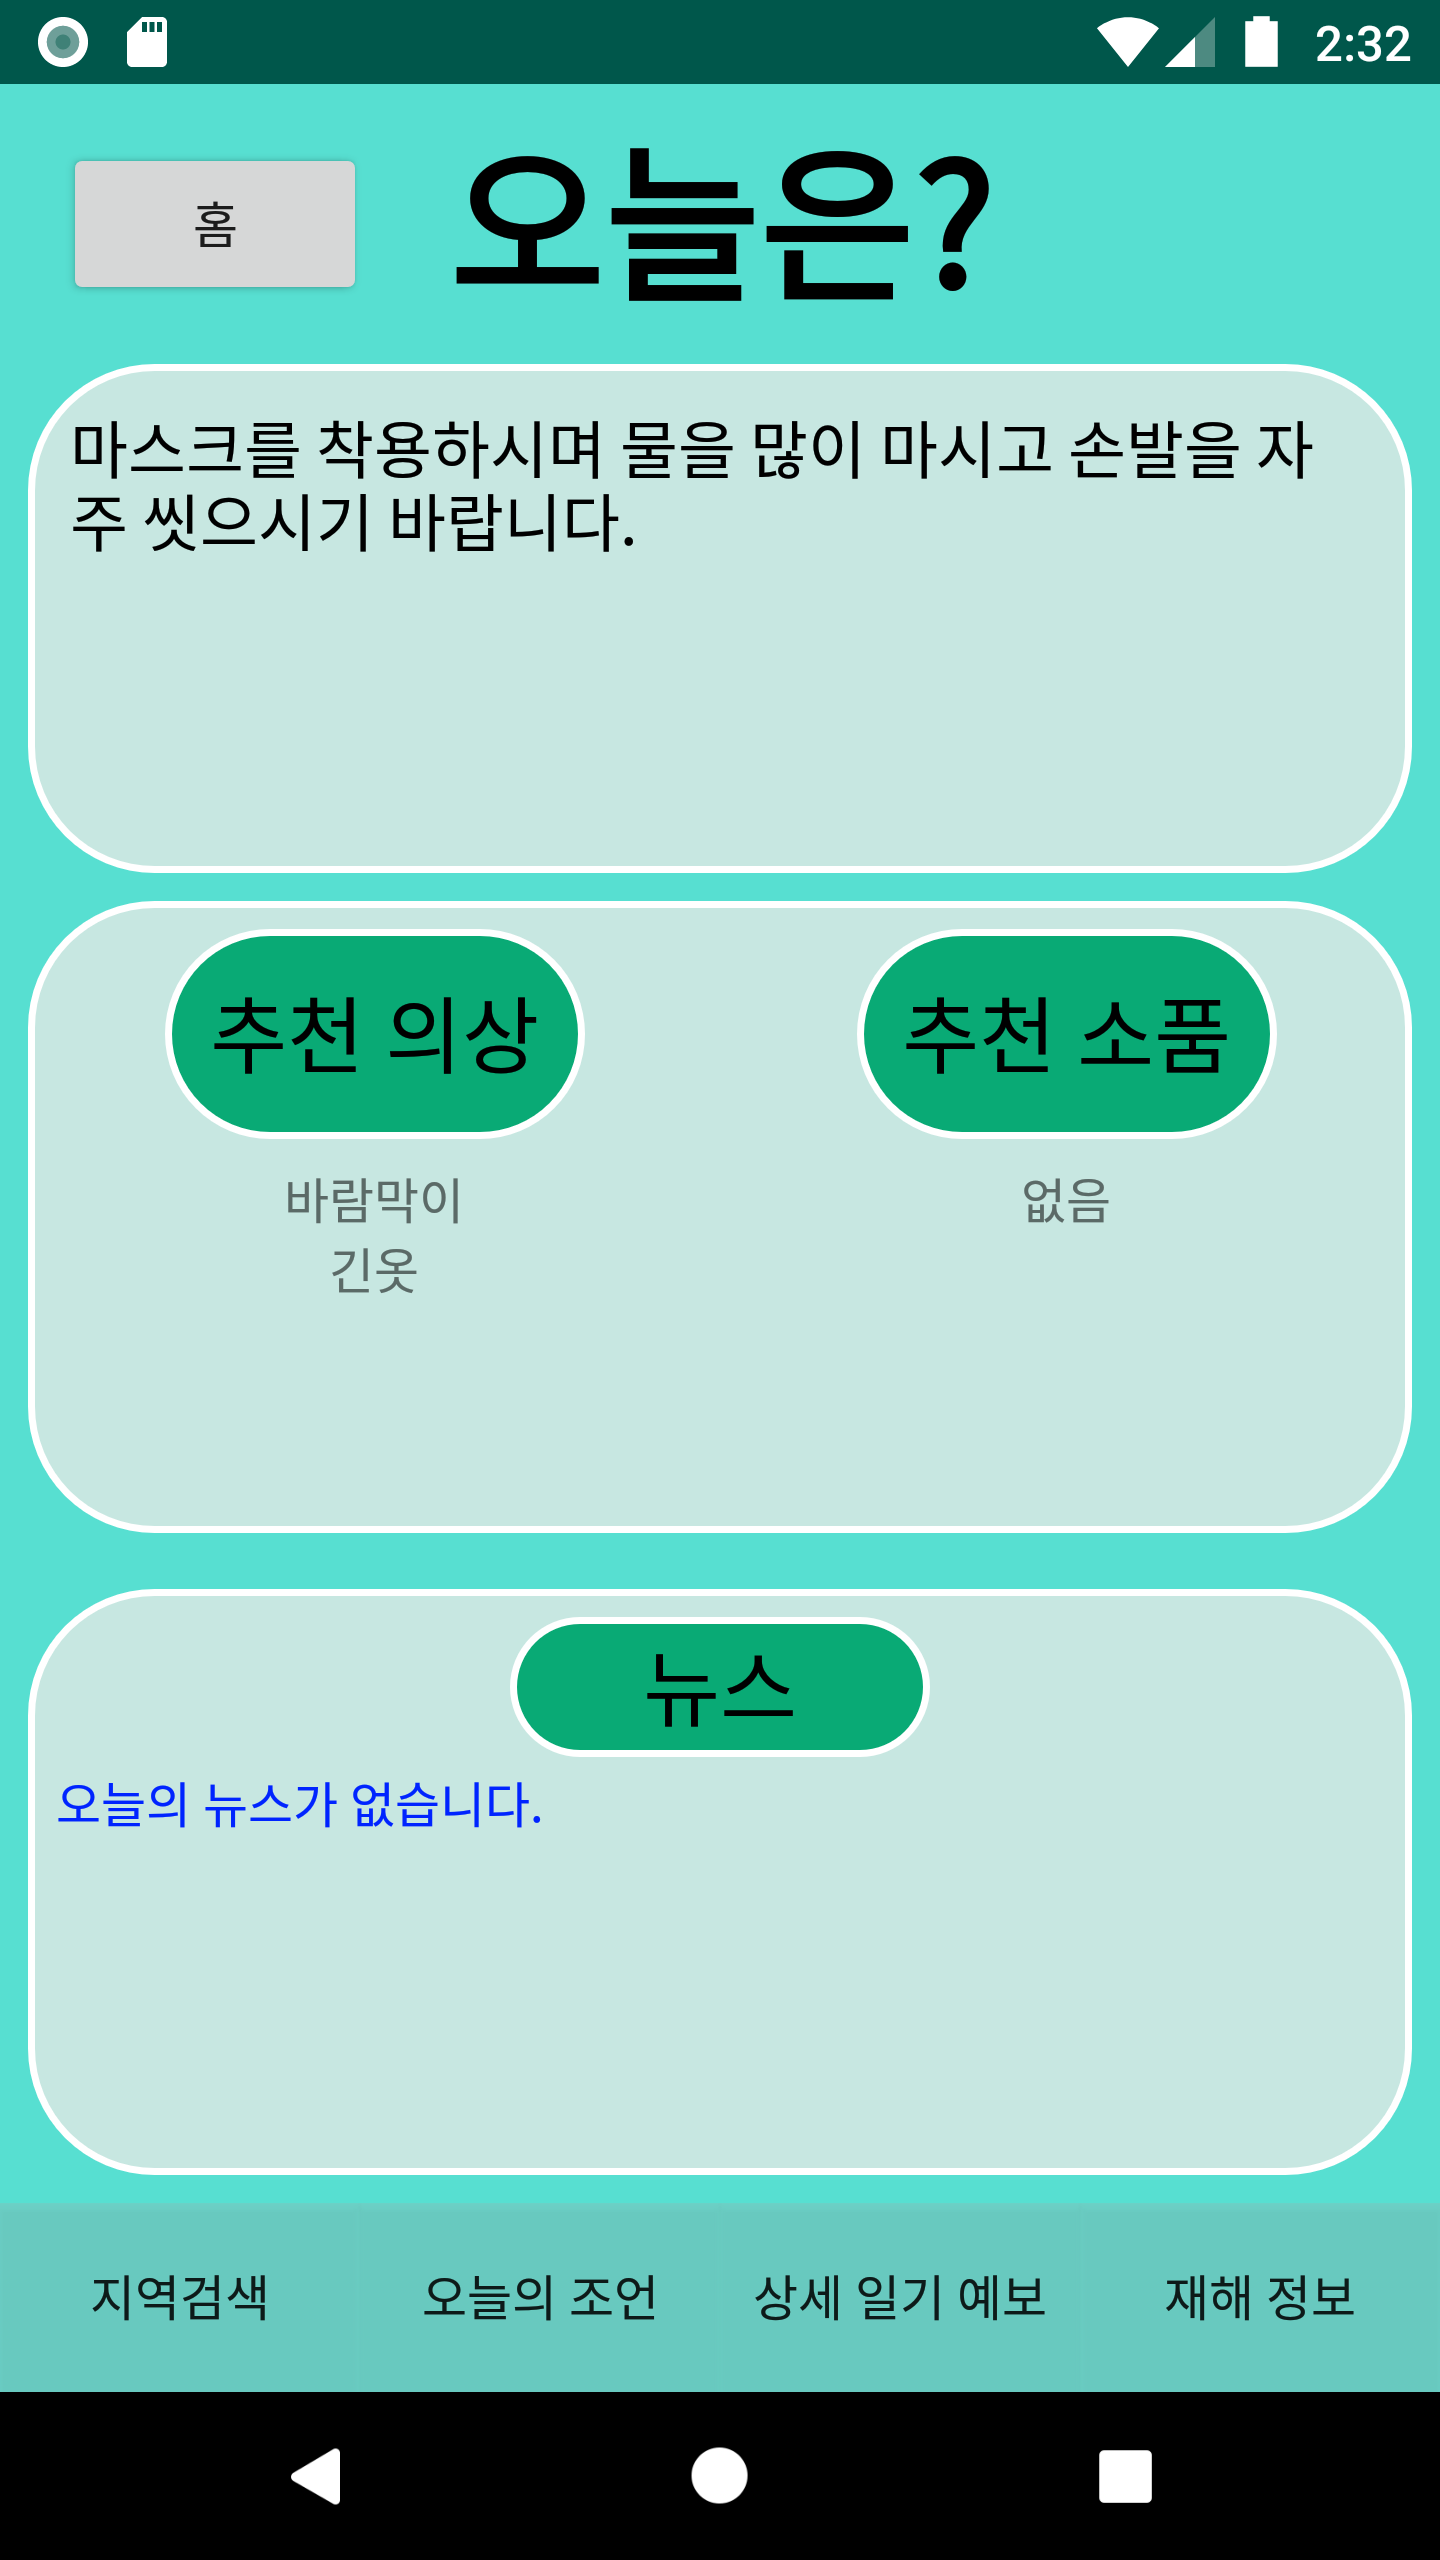 2:32
홈
오늘은?
마스크를 착용하시며 물을 많이 마시고 손발을 자
주 씻으시기 바랍니다.
추천 의상
추천 소품
바람막이
긴옷
없음
뉴스
오늘의 뉴스가 없습니다.
지역검색
오늘의 조언
상세 일기 예보
재해 정보